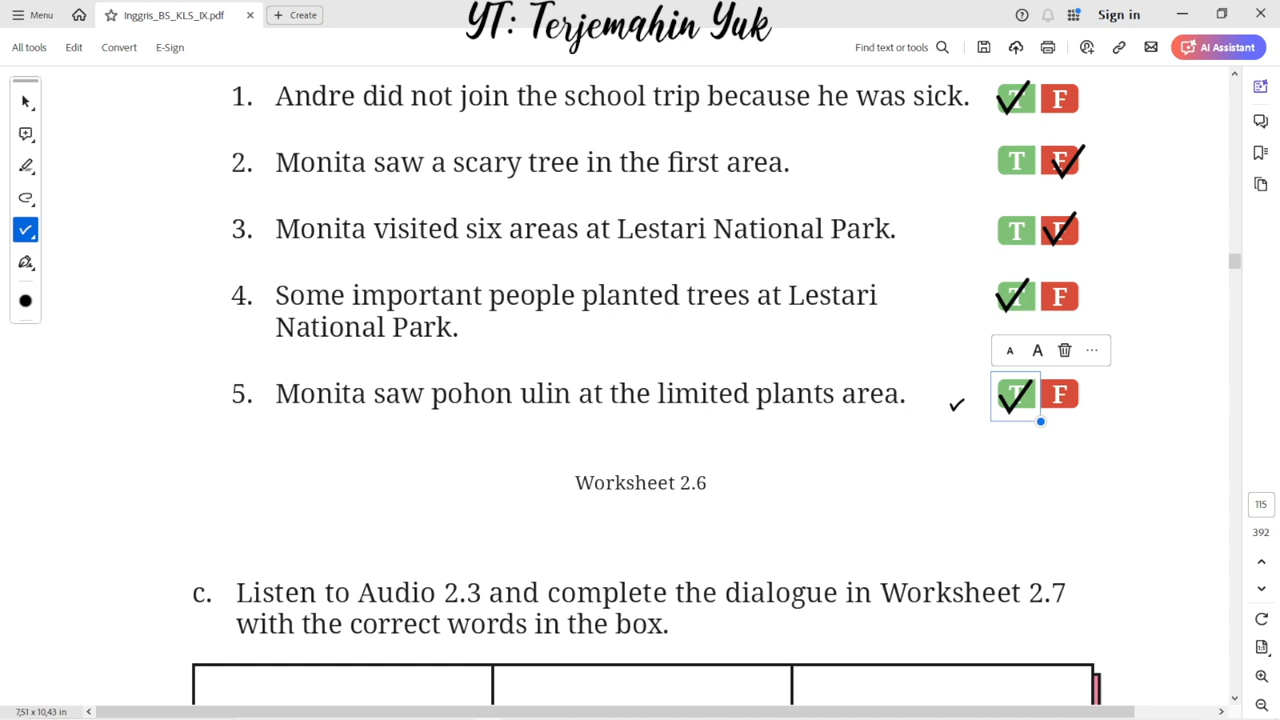 Menu
Inggris_BS_KLS_IX.pdf
Create
YT: Terjemahin Yuk
Sign in
All tools
Edit
Convert
E-Sign
Find text or tools
AI Assistant
1. Andre did not join the school trip because he was sick. T F
2. Monita saw a scary tree in the first area. T F
3. Monita visited six areas at Lestari National Park. T F
4. Some important people planted trees at Lestari T F
National Park.
A A ...
5. Monita saw pohon ulin at the limited plants area. T F
Worksheet 2.6
115
392
c. Listen to Audio 2.3 and complete the dialogue in Worksheet 2.7
with the correct words in the box.
7,51 x 10,43 in